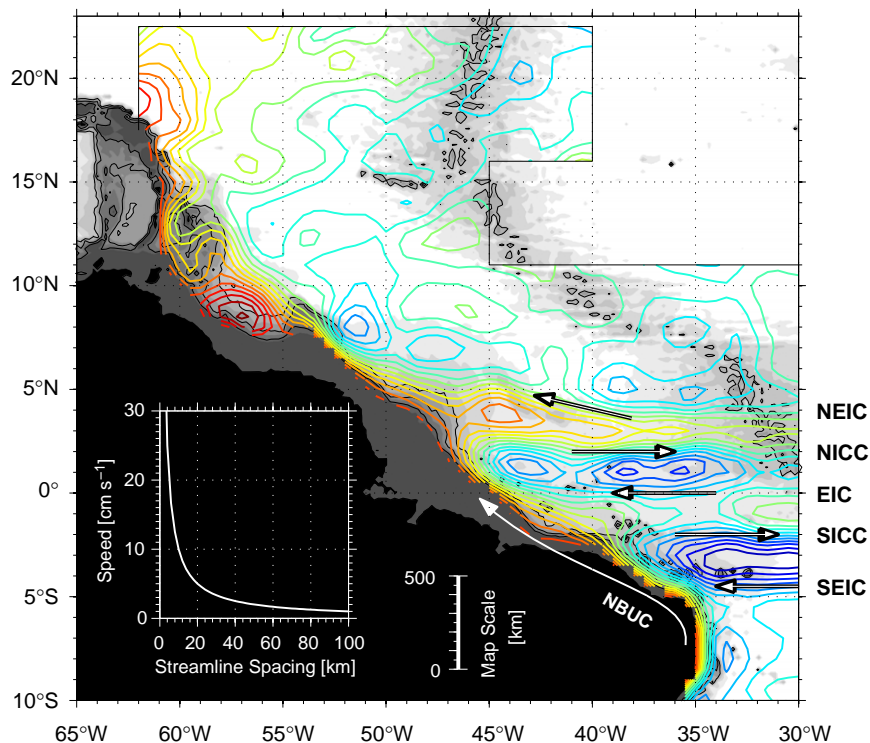 20°N
15°N
10°N
5°N
0°
5°S
10°S
NEIC
NICC
EIC
SICC
SEIC
30
20
10
0
Speed [cm s⁻¹]
0 20 40 60 80 100
Streamline Spacing [km]
500
0
Map Scale
[km]
NBUC
65°W 60°W 55°W 50°W 45°W 40°W 35°W 30°W